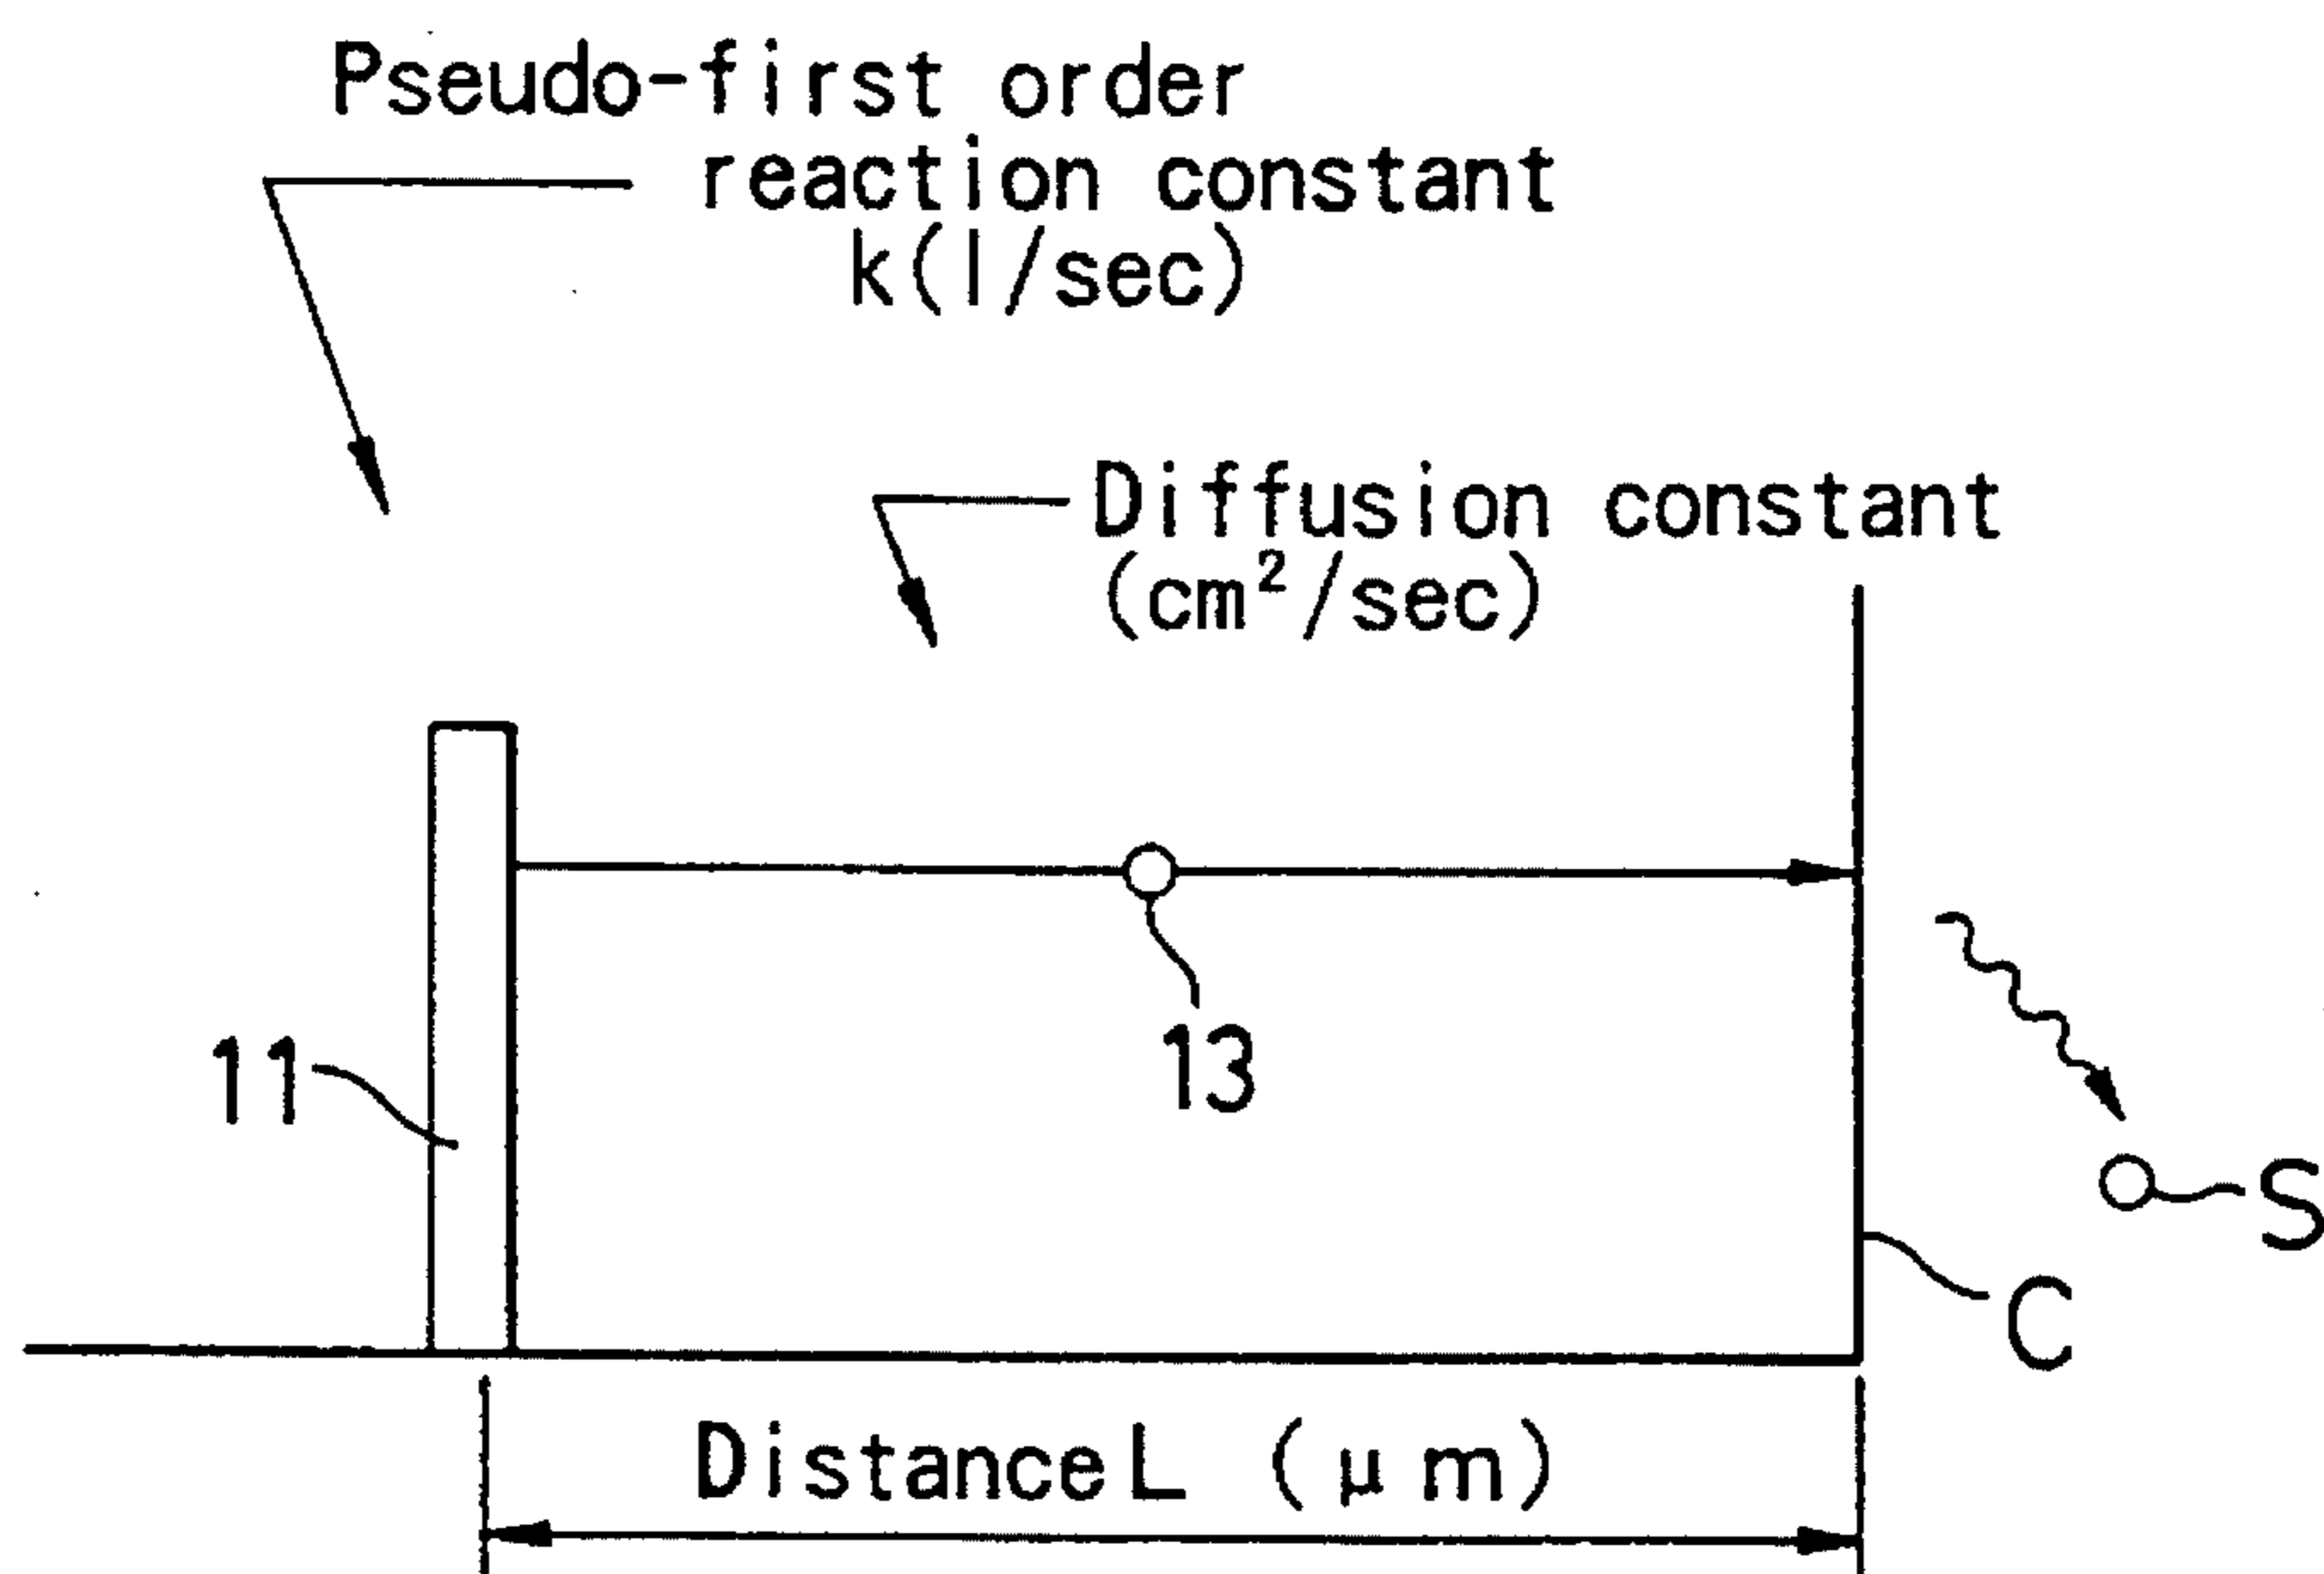 Pseudo-first order
reaction constant
k(l/sec)
Diffusion constant
(cm²/sec)
11
13
S
C
Distance L (μm)